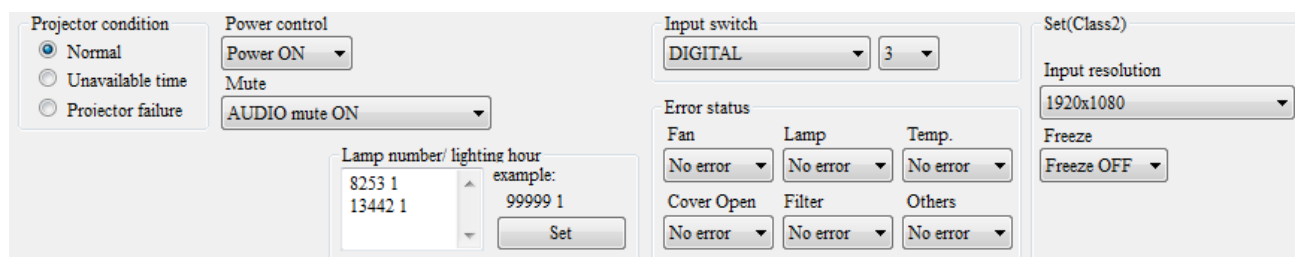 Projector condition
Normal
Unavailable time
Proiector failure
Power control
Power ON
Mute
AUDIO mute ON
Lamp number/ lighting hour
8253 1
13442 1
example:
99999 1
Set
Input switch
DIGITAL 3
Error status
Fan Lamp Temp.
No error No error No error
Cover Open Filter Others
No error No error No error
Set(Class2)
Input resolution
1920x1080
Freeze
Freeze OFF